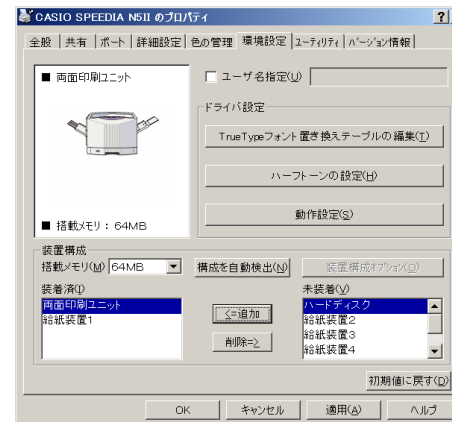 CASIO SPEEDIA N5II のプロパティ
?
全般 共有 ポート 詳細設定 色の管理 環境設定 ユーティリティ バージョン情報
■ 両面印刷ユニット
ユーザ名指定(U)
ドライバ設定
TrueTypeフォント置き換えテーブルの編集(T)
ハーフトーンの設定(H)
動作設定(S)
■ 搭載メモリ : 64MB
装置構成
搭載メモリ(M) 64MB
構成を自動検出(N)
装置構成オプション(O)
装着済(I)
未装着(V)
両面印刷ユニット
給紙装置1
<=追加
削除=>
ハードディスク
給紙装置2
給紙装置3
給紙装置4
初期値に戻す(D)
OK
キャンセル
適用(A)
ヘルプ